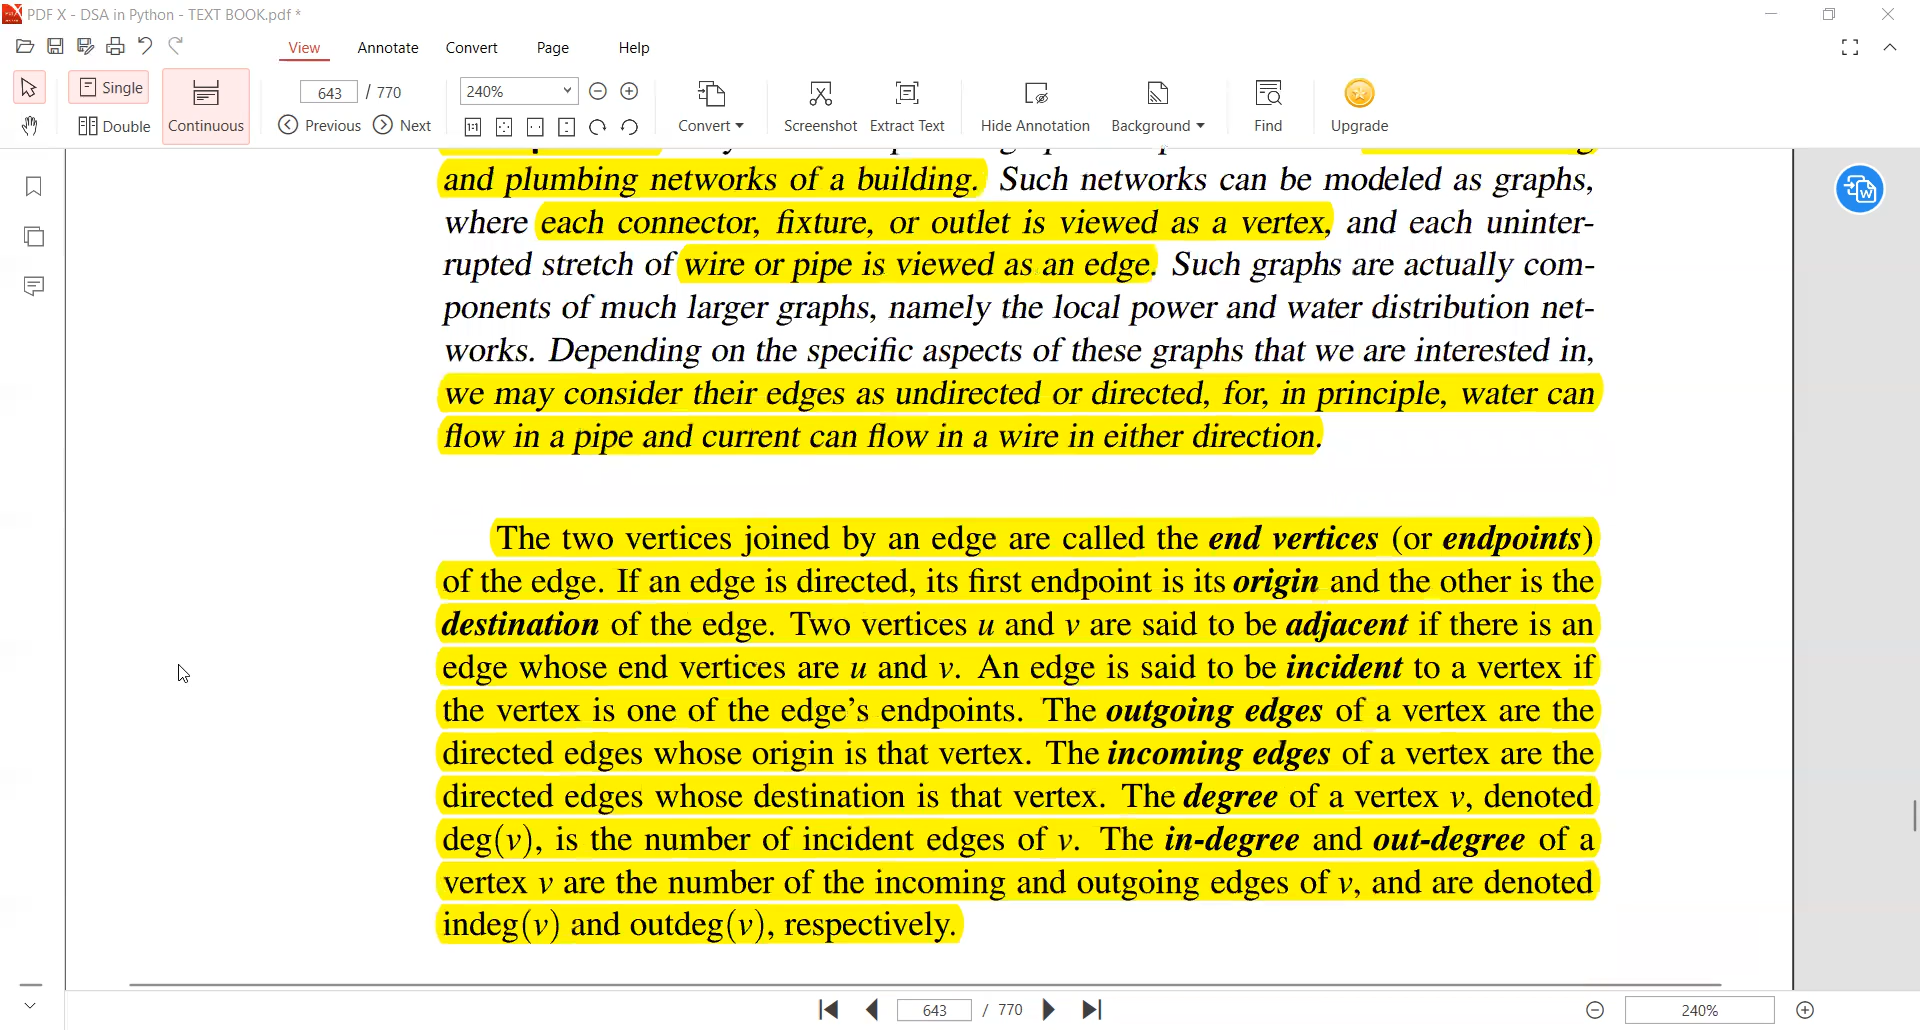 PDF X - DSA in Python - TEXT BOOK.pdf *
View Annotate Convert Page Help
Single
Double
Continuous
643 / 770
Previous Next
240%
1:1
Convert
Screenshot
Extract Text
Hide Annotation
Background
Find
Upgrade
and plumbing networks of a building. Such networks can be modeled as graphs,
where each connector, fixture, or outlet is viewed as a vertex, and each uninter-
rupted stretch of wire or pipe is viewed as an edge. Such graphs are actually com-
ponents of much larger graphs, namely the local power and water distribution net-
works. Depending on the specific aspects of these graphs that we are interested in,
we may consider their edges as undirected or directed, for, in principle, water can
flow in a pipe and current can flow in a wire in either direction.
The two vertices joined by an edge are called the end vertices (or endpoints)
of the edge. If an edge is directed, its first endpoint is its origin and the other is the
destination of the edge. Two vertices u and v are said to be adjacent if there is an
edge whose end vertices are u and v. An edge is said to be incident to a vertex if
the vertex is one of the edge's endpoints. The outgoing edges of a vertex are the
directed edges whose origin is that vertex. The incoming edges of a vertex are the
directed edges whose destination is that vertex. The degree of a vertex v, denoted
deg(v), is the number of incident edges of v. The in-degree and out-degree of a
vertex v are the number of the incoming and outgoing edges of v, and are denoted
indeg(v) and outdeg(v), respectively.
643 / 770
240%